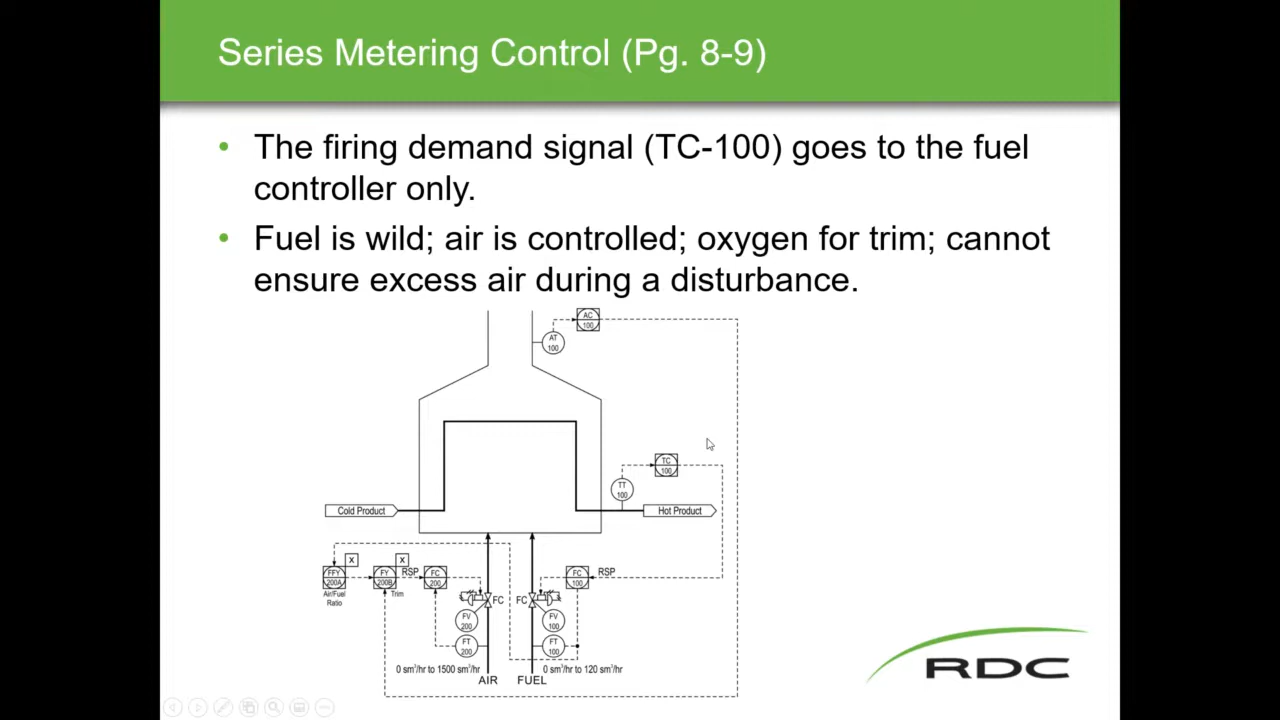 Series Metering Control (Pg. 8-9)
• The firing demand signal (TC-100) goes to the fuel
controller only.
• Fuel is wild; air is controlled; oxygen for trim; cannot
ensure excess air during a disturbance.
AC
100
AT
100
TC
100
TT
100
Cold Product
Hot Product
X
X
FFY
200A
FY
200B
RSP
FC
200
FC
100
RSP
Air/Fuel
Ratio
Trim
FC
FC
FV
200
FV
100
FT
200
FT
100
0 sm³/hr to 1500 sm³/hr
0 sm³/hr to 120 sm³/hr
AIR
FUEL
RDC